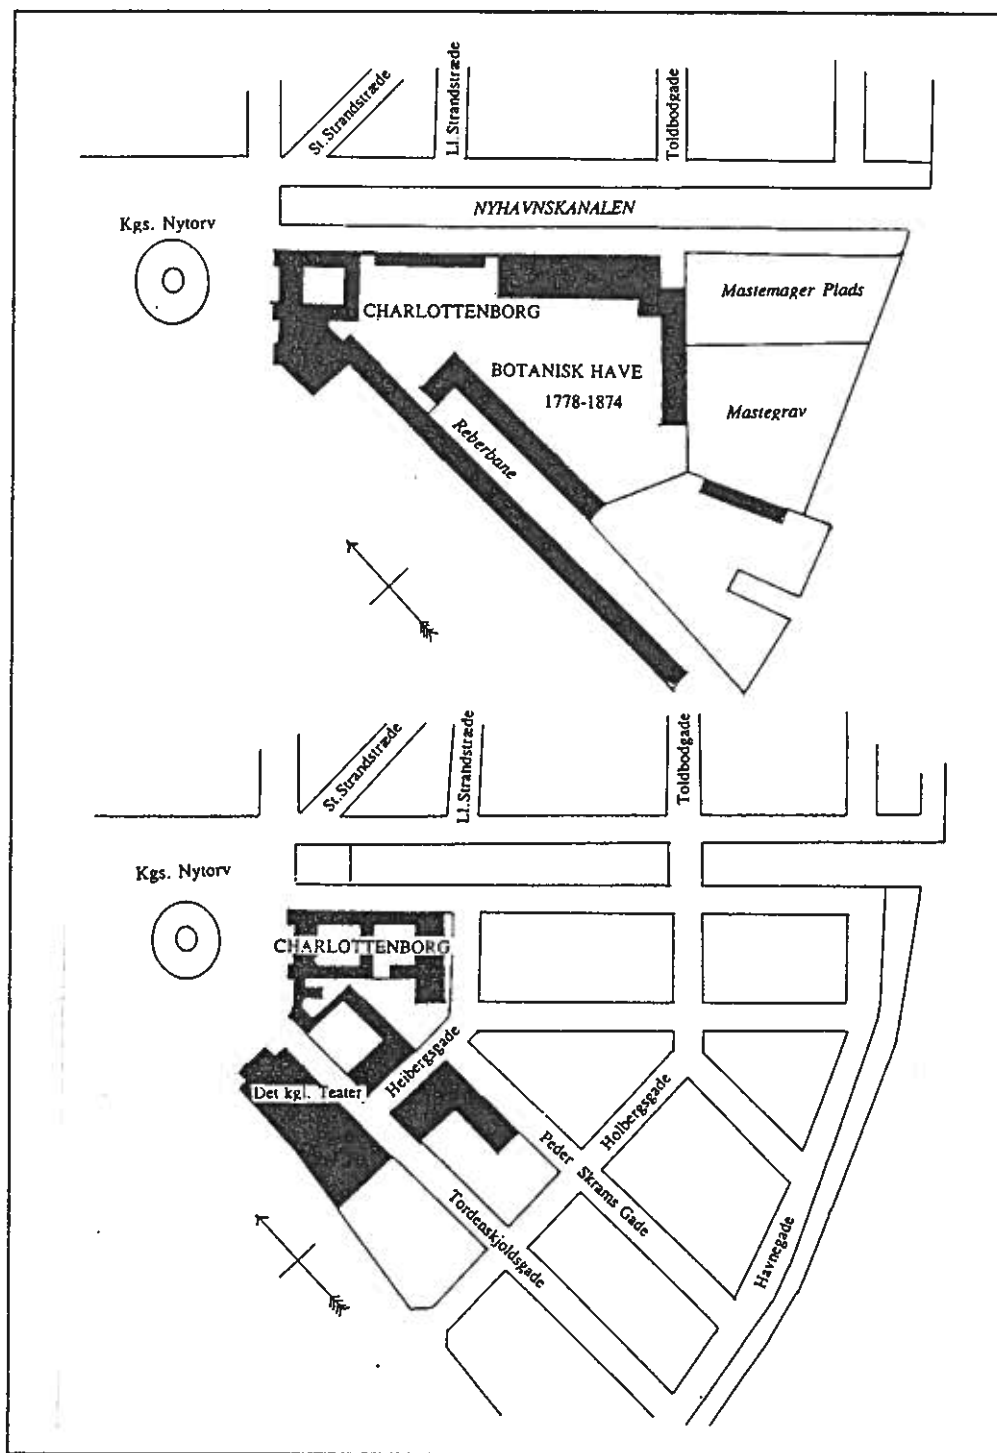 St. Strandstræde
Ll. Strandstræde
Toldbodgade
Kgs. Nytorv
NYHAVNSKANALEN
CHARLOTTENBORG
Mastemager Plads
BOTANISK HAVE
1778-1874
Mastegrav
Reberbane
St. Strandstræde
Ll. Strandstræde
Toldbodgade
Kgs. Nytorv
CHARLOTTENBORG
Heibergsgade
Det kgl. Teater
Holbergsgade
Peder Skrams Gade
Tordenskjoldsgade
Havnegade